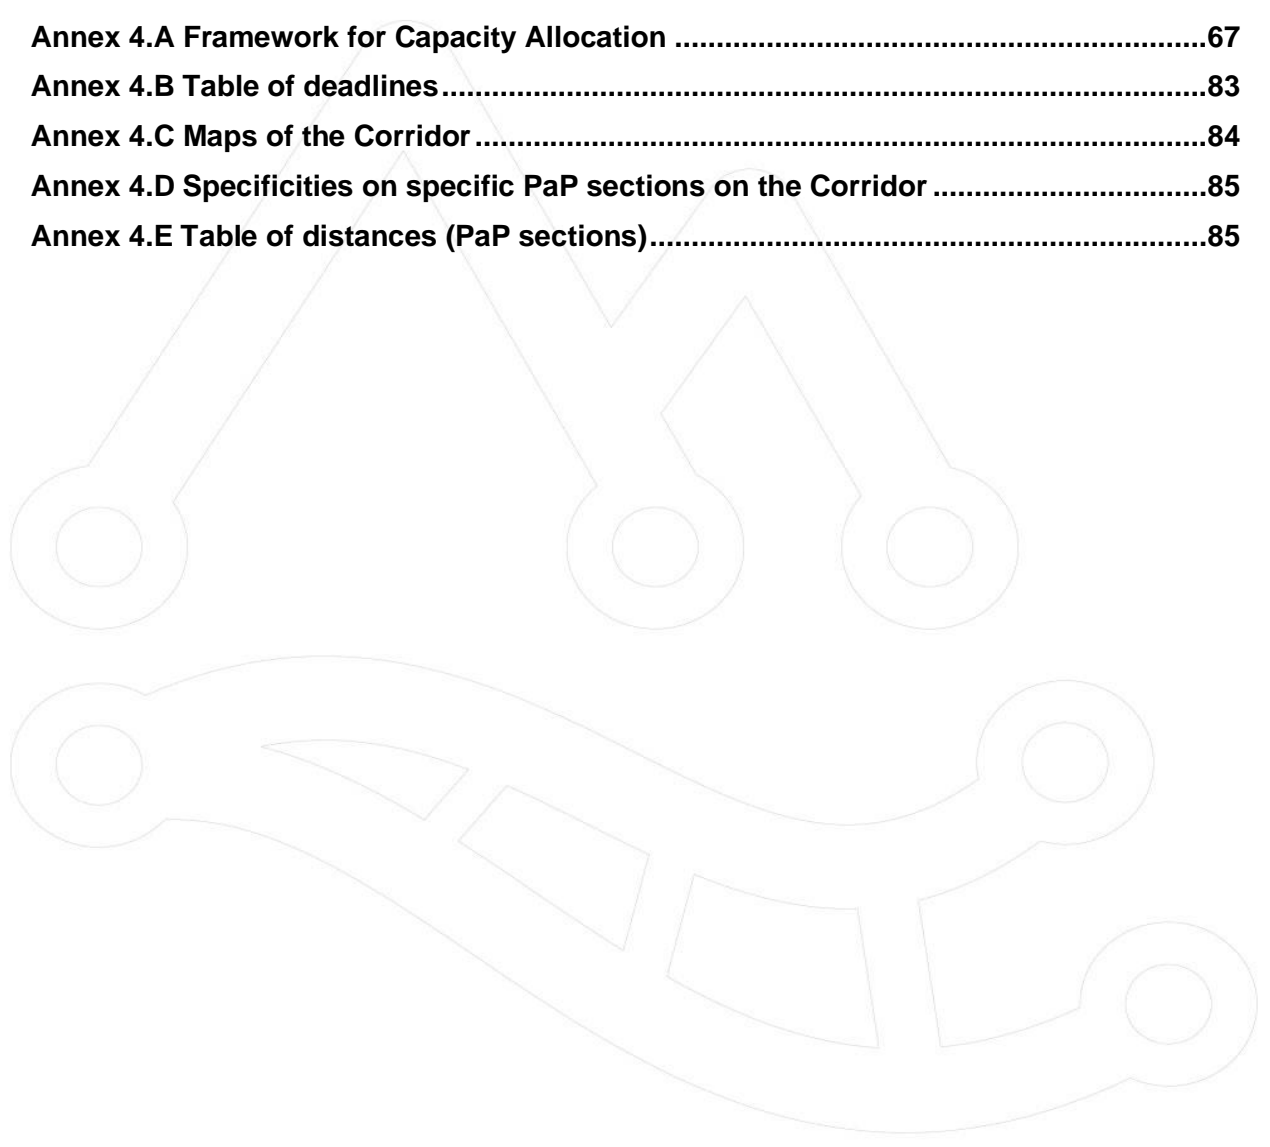 Annex 4.A Framework for Capacity Allocation ................................................................67
Annex 4.B Table of deadlines............................................................................................83
Annex 4.C Maps of the Corridor........................................................................................84
Annex 4.D Specificities on specific PaP sections on the Corridor .................................85
Annex 4.E Table of distances (PaP sections)...................................................................85